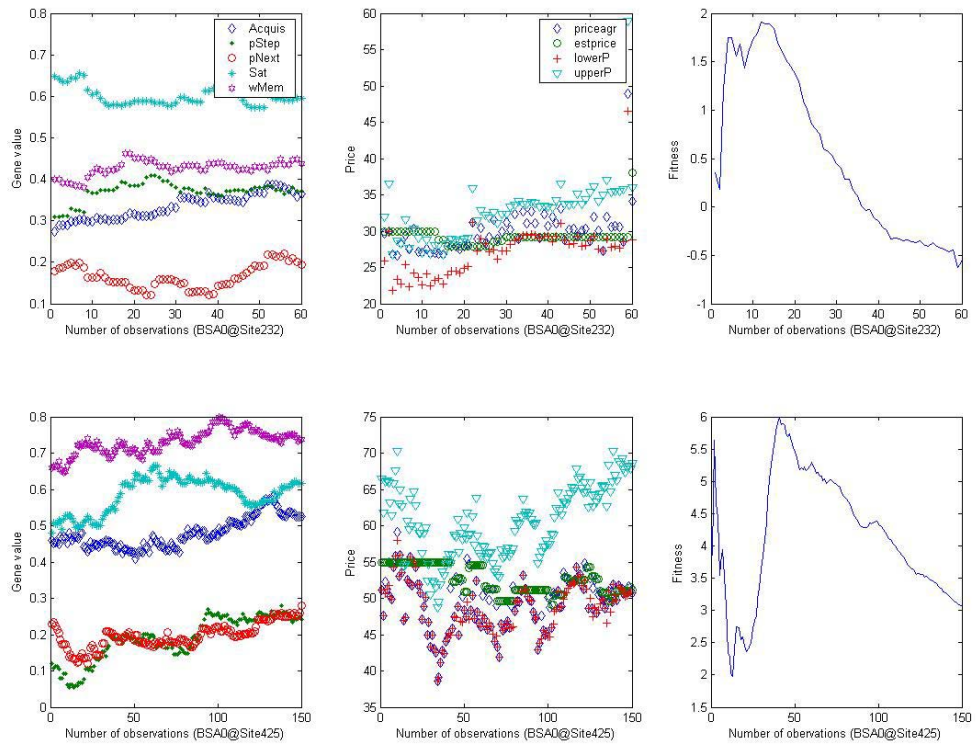 0.8
0.7
0.6
0.5
0.4
0.3
0.2
0.1
Gene value
Acquis
pStep
pNext
Sat
wMem
0 10 20 30 40 50 60
Number of observations (BSA0@Site232)
60
55
50
45
40
35
30
25
20
Price
priceagr
estprice
lowerP
upperP
0 10 20 30 40 50 60
Number of observations (BSA0@Site232)
2
1.5
1
0.5
0
-0.5
-1
Fitness
0 10 20 30 40 50 60
Number of observations (BSA0@Site232)
0.8
0.7
0.6
0.5
0.4
0.3
0.2
0.1
0
Gene value
0 50 100 150
Number of observations (BSA0@Site425)
75
70
65
60
55
50
45
40
35
Price
0 50 100 150
Number of observations (BSA0@Site425)
6
5.5
5
4.5
4
3.5
3
2.5
2
1.5
Fitness
0 50 100 150
Number of observations (BSA0@Site425)